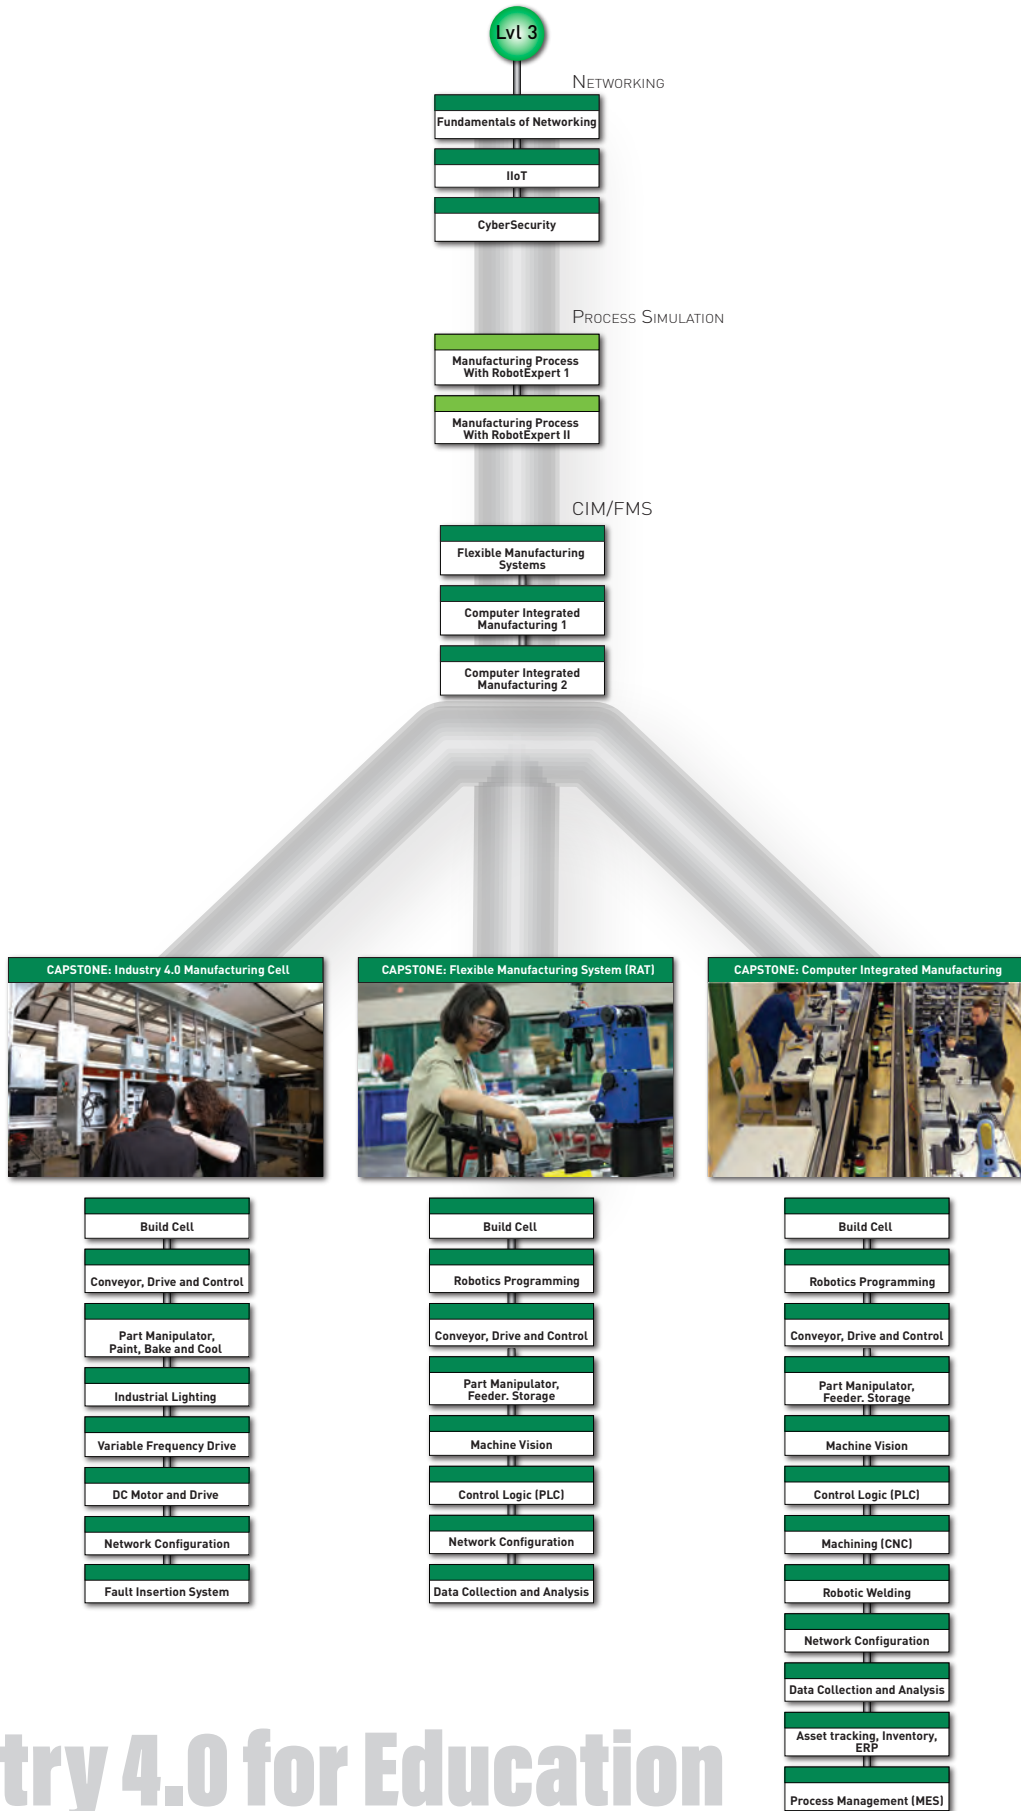 Lvl 3
NETWORKING
Fundamentals of Networking
IIoT
CyberSecurity
PROCESS SIMULATION
Manufacturing Process
With RobotExpert 1
Manufacturing Process
With RobotExpert II
CIM/FMS
Flexible Manufacturing
Systems
Computer Integrated
Manufacturing 1
Computer Integrated
Manufacturing 2
CAPSTONE: Industry 4.0 Manufacturing Cell
Build Cell
Conveyor, Drive and Control
Part Manipulator,
Paint, Bake and Cool
Industrial Lighting
Variable Frequency Drive
DC Motor and Drive
Network Configuration
Fault Insertion System
CAPSTONE: Flexible Manufacturing System (RAT)
Build Cell
Robotics Programming
Conveyor, Drive and Control
Part Manipulator,
Feeder. Storage
Machine Vision
Control Logic (PLC)
Network Configuration
Data Collection and Analysis
CAPSTONE: Computer Integrated Manufacturing
Build Cell
Robotics Programming
Conveyor, Drive and Control
Part Manipulator,
Feeder. Storage
Machine Vision
Control Logic (PLC)
Machining (CNC)
Robotic Welding
Network Configuration
Data Collection and Analysis
Asset tracking, Inventory,
ERP
Process Management (MES)
try 4.0 for Education